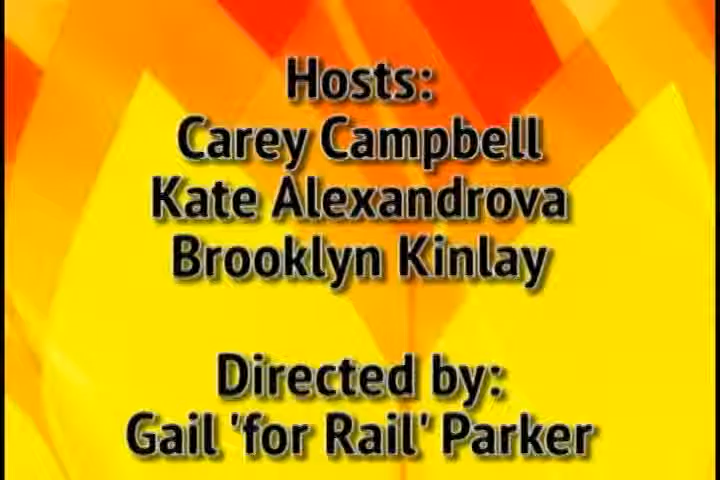 Hosts:
Carey Campbell
Kate Alexandrova
Brooklyn Kinlay
Directed by:
Gail 'for Rail' Parker